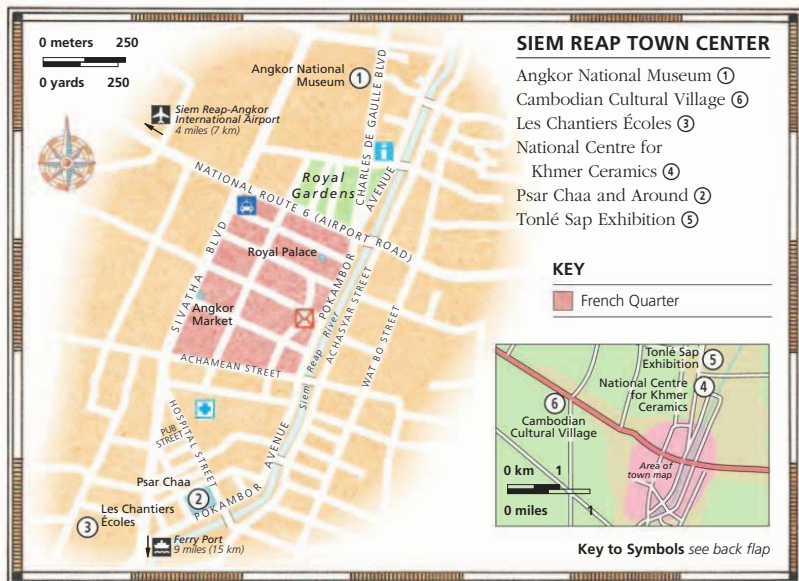 0 meters 250
0 yards 250
Angkor National
Museum ①
Siem Reap-Angkor
International Airport
4 miles (7 km)
CHARLES DE GAULLE BLVD
Royal
Gardens
NATIONAL ROUTE 6 (AIRPORT ROAD)
AVENUE
POKAMBOR
SIVATHA BLVD
Royal Palace
Angkor
Market
ACHASYAR STREET
Siem Reap River
WAT BO STREET
ACHAMEAN STREET
HOSPITAL STREET
PUB
STREET
Psar Chaa
②
POKAMBOR AVENUE
Les Chantiers
Écoles
③
Ferry Port
9 miles (15 km)
SIEM REAP TOWN CENTER
Angkor National Museum ①
Cambodian Cultural Village ⑥
Les Chantiers Écoles ③
National Centre for
Khmer Ceramics ④
Psar Chaa and Around ②
Tonlé Sap Exhibition ⑤
KEY
French Quarter
Tonlé Sap
Exhibition ⑤
National Centre
for Khmer
Ceramics ④
⑥
Cambodian
Cultural Village
Area of
town map
0 km 1
0 miles 1
Key to Symbols see back flap